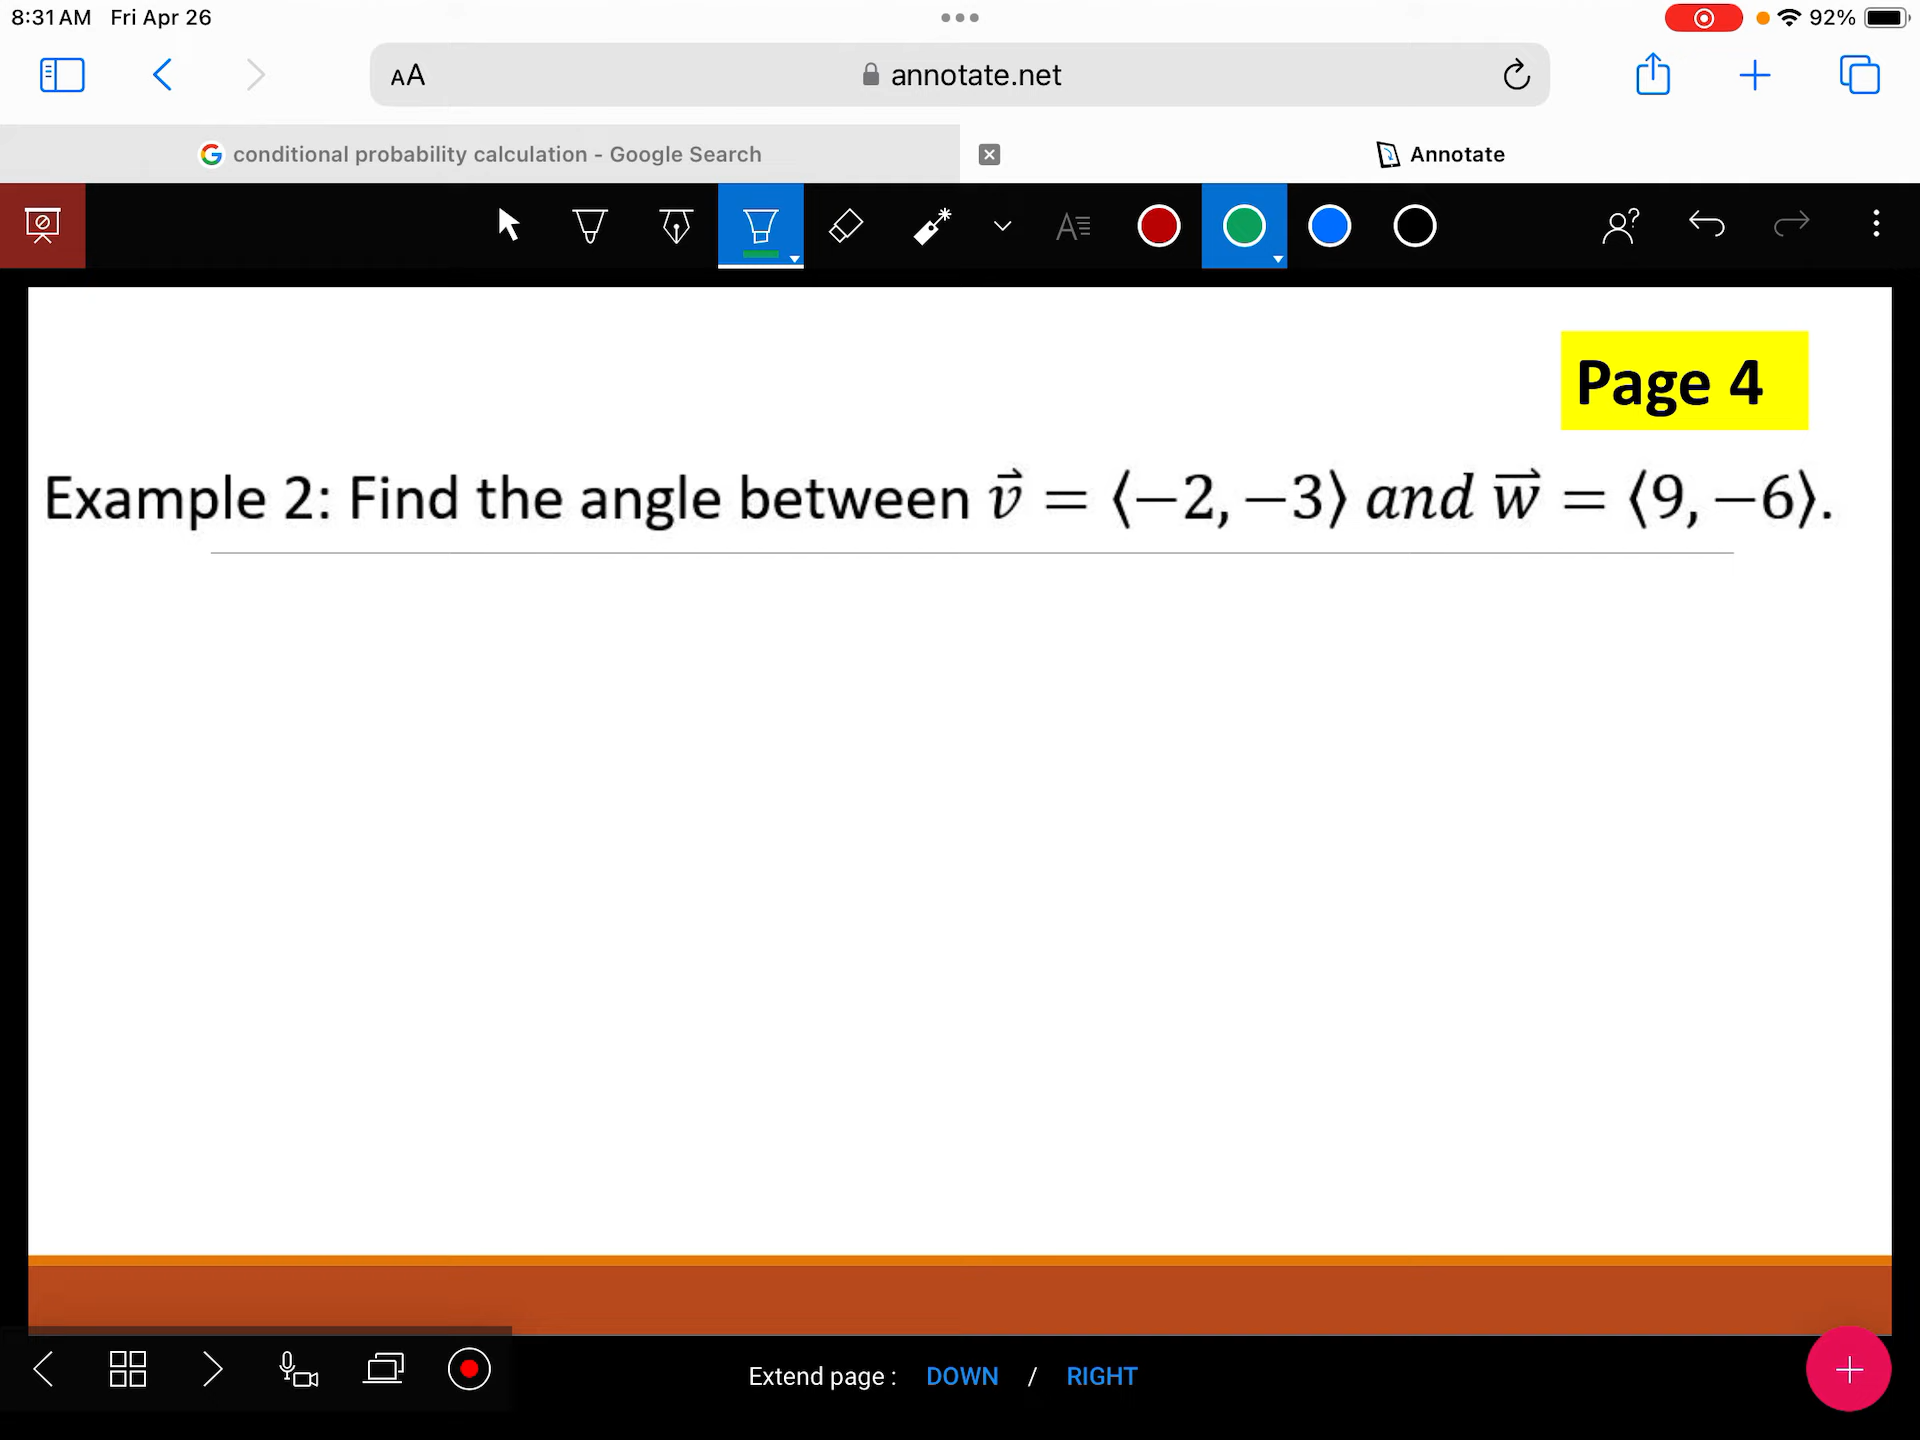 8:31 AM Fri Apr 26 92%
AA annotate.net
conditional probability calculation - Google Search Annotate
Page 4
Example 2: Find the angle between v⃗ = ⟨−2, −3⟩ and w⃗ = ⟨9, −6⟩.
Extend page : DOWN / RIGHT